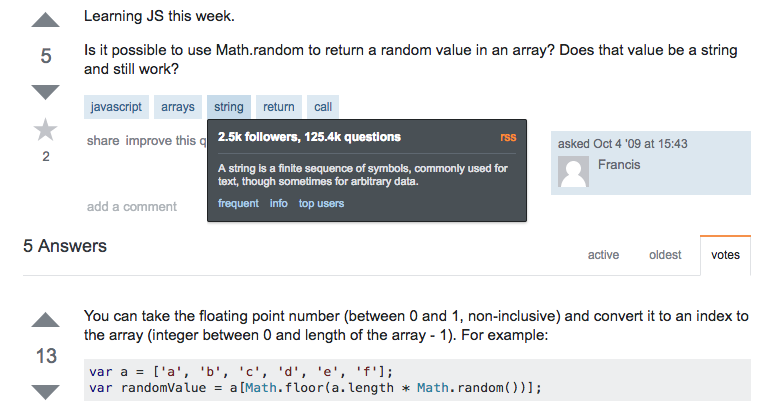 Learning JS this week.
5
Is it possible to use Math.random to return a random value in an array? Does that value be a string
and still work?
javascript arrays string return call
share improve this q
2
2.5k followers, 125.4k questions rss
A string is a finite sequence of symbols, commonly used for
text, though sometimes for arbitrary data.
frequent info top users
asked Oct 4 '09 at 15:43
Francis
add a comment
5 Answers
active oldest votes
You can take the floating point number (between 0 and 1, non-inclusive) and convert it to an index to
the array (integer between 0 and length of the array - 1). For example:
13
var a = ['a', 'b', 'c', 'd', 'e', 'f'];
var randomValue = a[Math.floor(a.length * Math.random())];